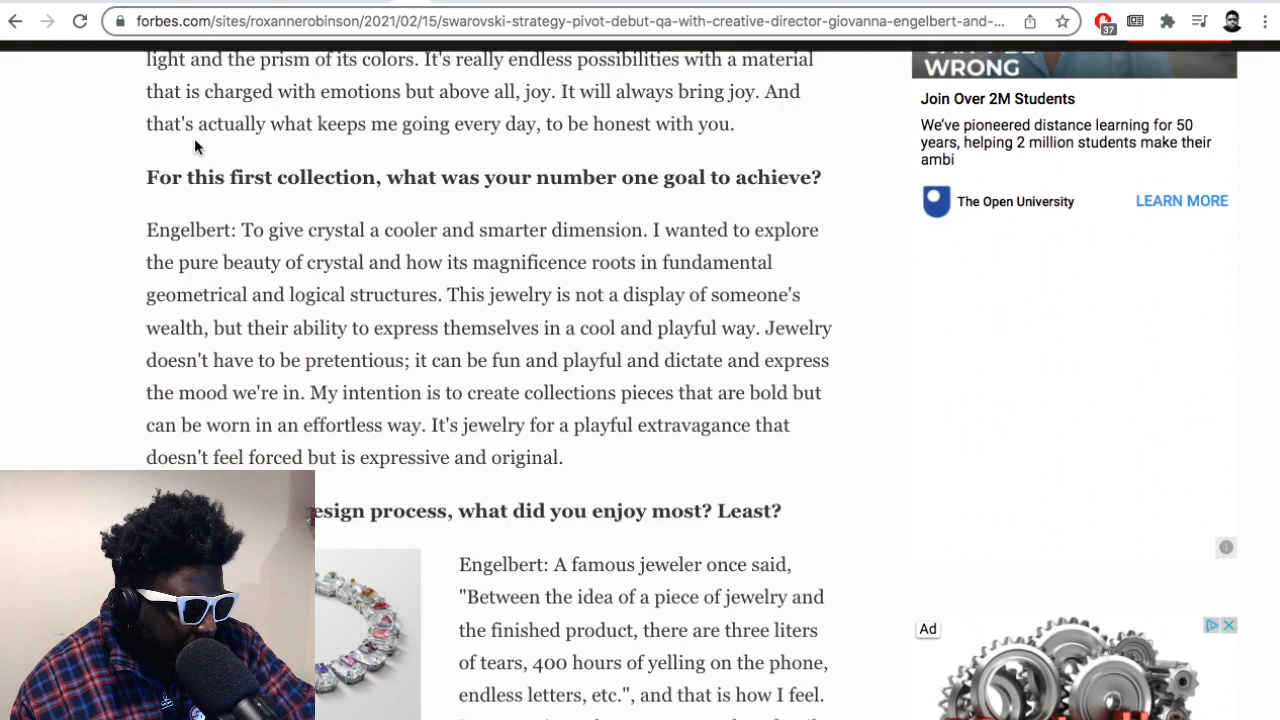 forbes.com/sites/roxannerobinson/2021/02/15/swarovski-strategy-pivot-debut-qa-with-creative-director-giovanna-engelbert-and-...
37
light and the prism of its colors. It's really endless possibilities with a material
that is charged with emotions but above all, joy. It will always bring joy. And
that's actually what keeps me going every day, to be honest with you.
For this first collection, what was your number one goal to achieve?
Engelbert: To give crystal a cooler and smarter dimension. I wanted to explore
the pure beauty of crystal and how its magnificence roots in fundamental
geometrical and logical structures. This jewelry is not a display of someone's
wealth, but their ability to express themselves in a cool and playful way. Jewelry
doesn't have to be pretentious; it can be fun and playful and dictate and express
the mood we're in. My intention is to create collections pieces that are bold but
can be worn in an effortless way. It's jewelry for a playful extravagance that
doesn't feel forced but is expressive and original.
esign process, what did you enjoy most? Least?
Engelbert: A famous jeweler once said,
"Between the idea of a piece of jewelry and
the finished product, there are three liters
of tears, 400 hours of yelling on the phone,
endless letters, etc.", and that is how I feel.
WRONG
Join Over 2M Students
We've pioneered distance learning for 50
years, helping 2 million students make their
ambi
The Open University
LEARN MORE
Ad